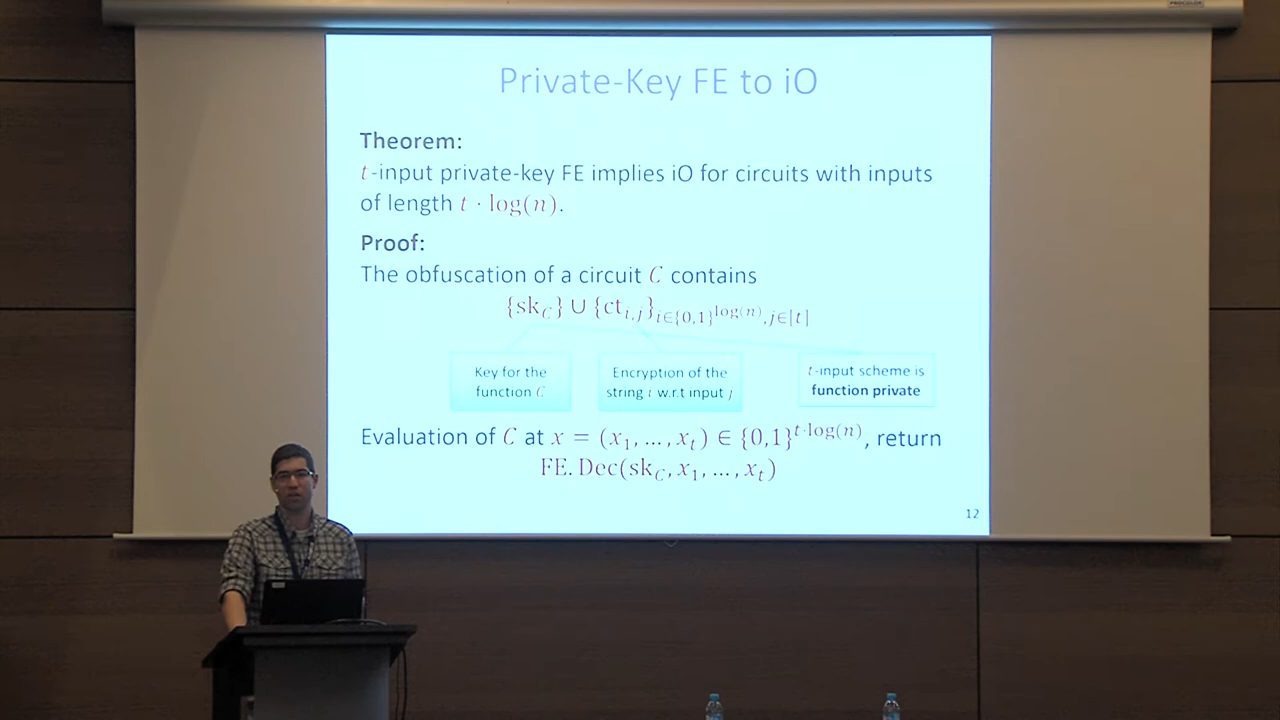 Private-Key FE to iO
Theorem:
t-input private-key FE implies iO for circuits with inputs
of length t · log(n).
Proof:
The obfuscation of a circuit C contains
{sk_C} ∪ {ct_{i,j}}_{i∈{0,1}^{log(n)}, j∈[t]}
Key for the
function C
Encryption of the
string i w.r.t input j
t-input scheme is
function private
Evaluation of C at x = (x_1, …, x_t) ∈ {0,1}^{t·log(n)}, return
FE.Dec(sk_C, x_1, …, x_t)
12